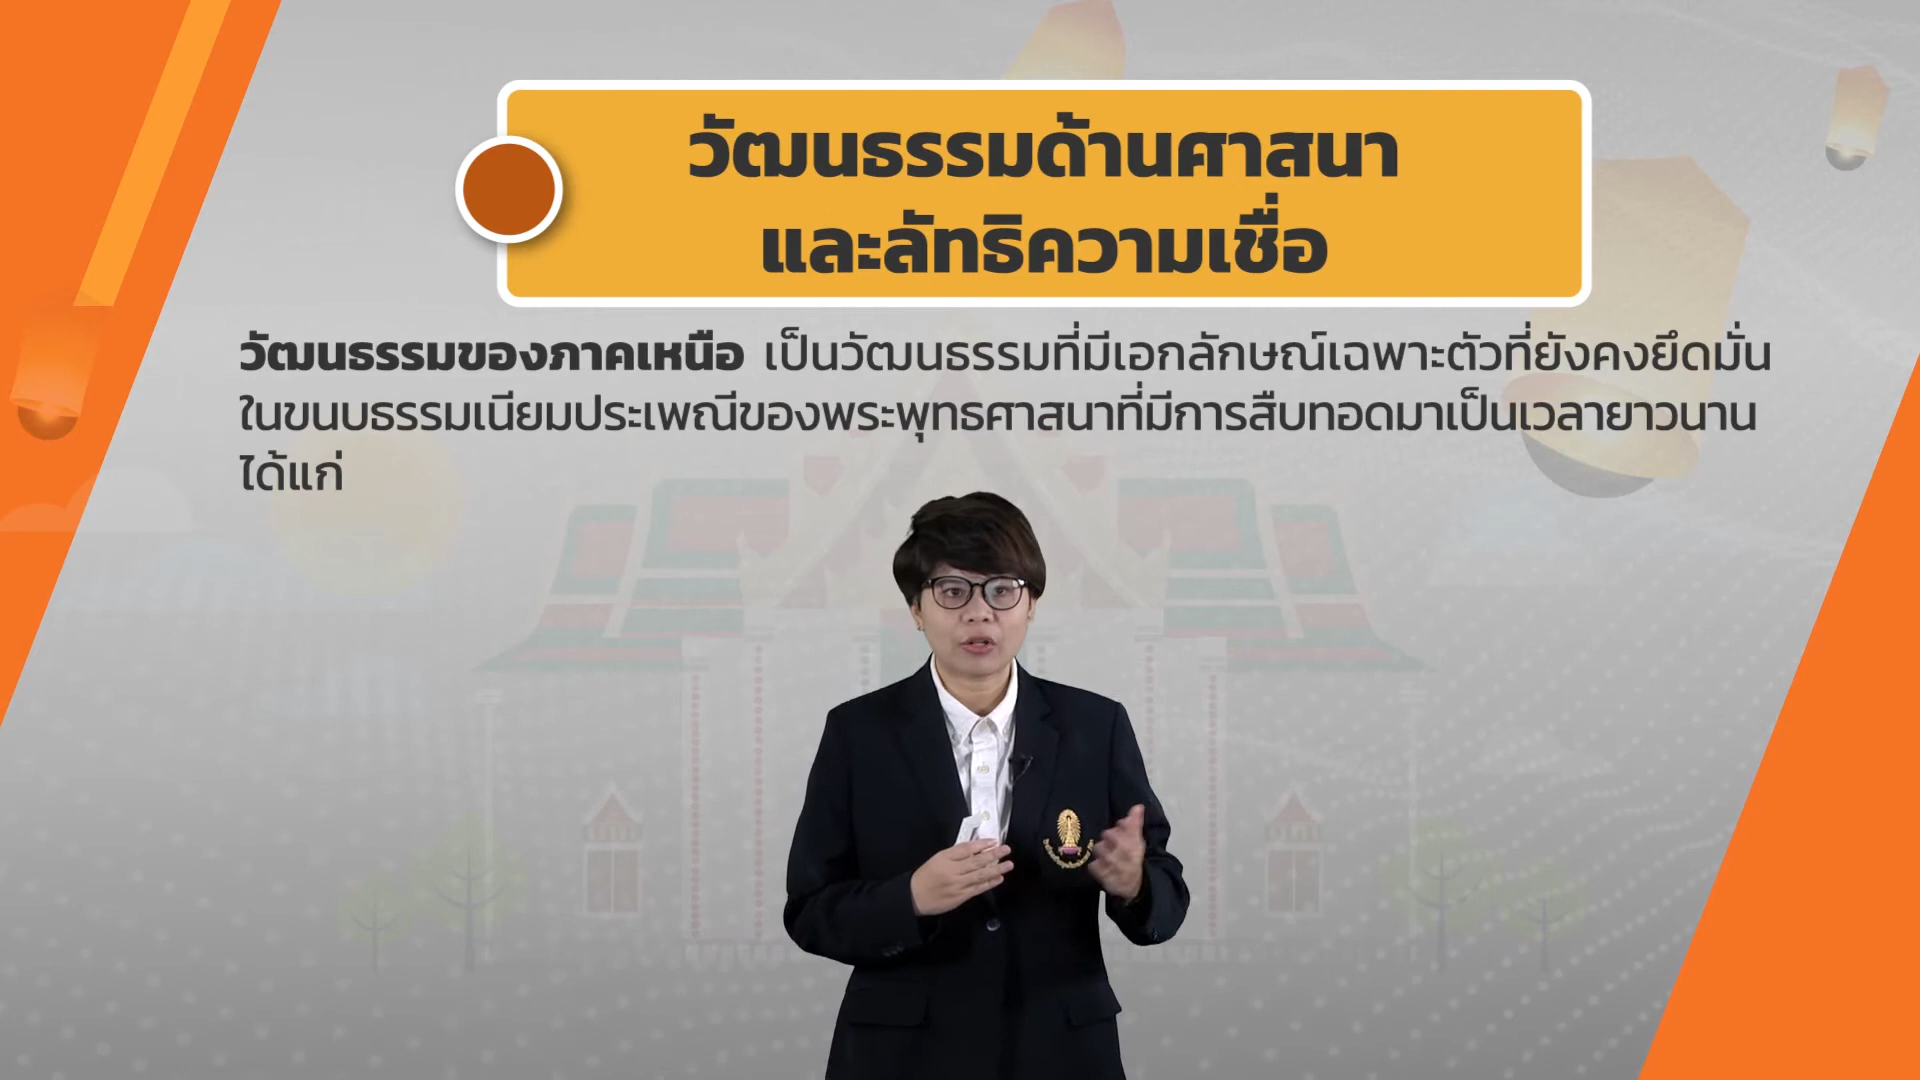 วัฒนธรรมด้านศาสนา
และลัทธิความเชื่อ
วัฒนธรรมของภาคเหนือ เป็นวัฒนธรรมที่มีเอกลักษณ์เฉพาะตัวที่ยังคงยึดมั่น
ในขนบธรรมเนียมประเพณีของพระพุทธศาสนาที่มีการสืบทอดมาเป็นเวลายาวนาน
ได้แก่